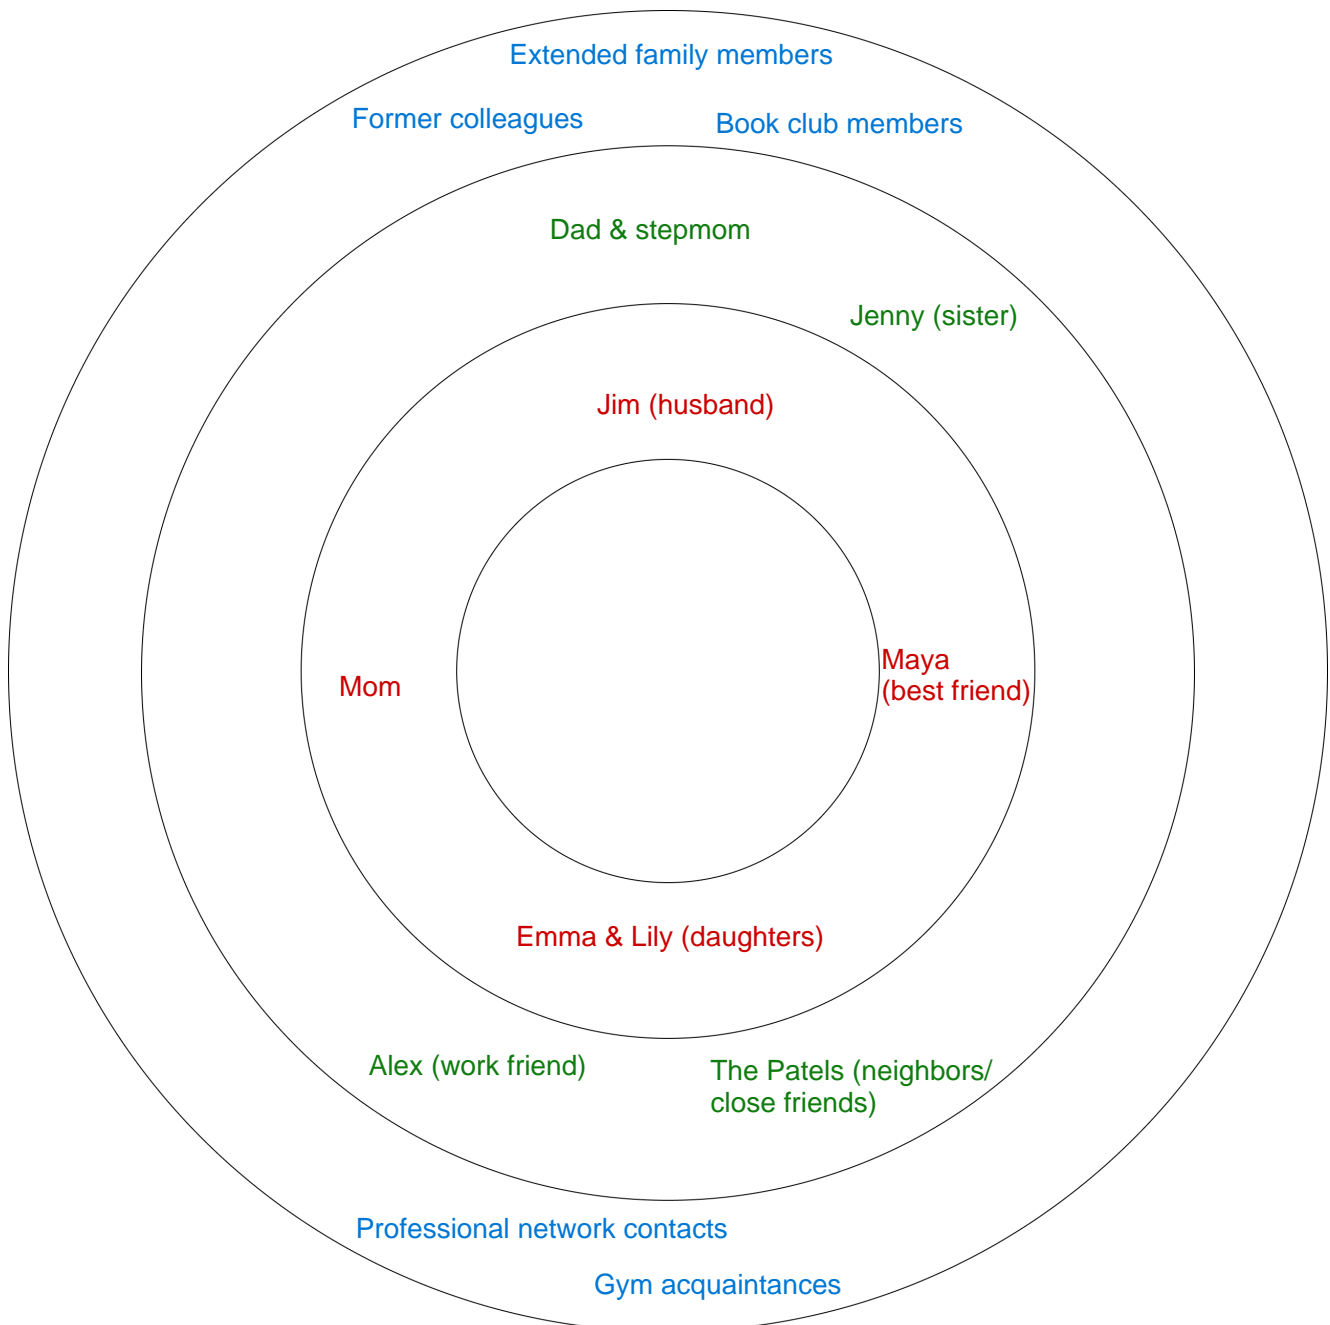 Extended family members
Former colleagues
Book club members
Dad & stepmom
Jenny (sister)
Jim (husband)
Mom
Maya
(best friend)
Emma & Lily (daughters)
Alex (work friend)
The Patels (neighbors/
close friends)
Professional network contacts
Gym acquaintances